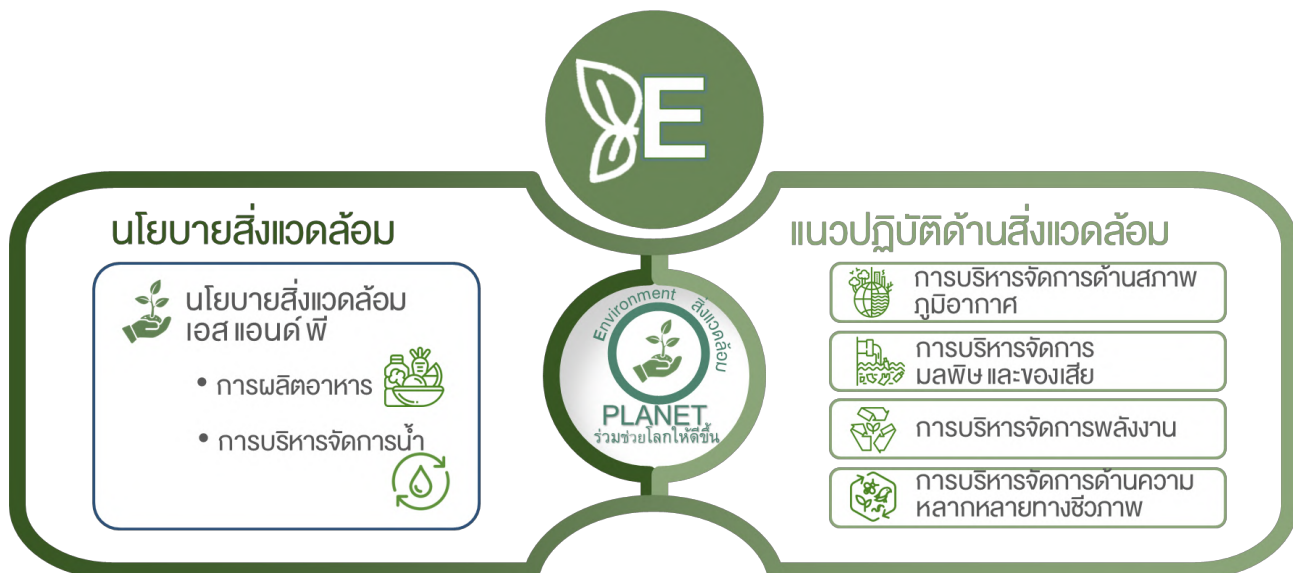 E
นโยบายสิ่งแวดล้อม
นโยบายสิ่งแวดล้อม
เอส แอนด์ พี
• การผลิตอาหาร
• การบริหารจัดการน้ำ
Environment สิ่งแวดล้อม
PLANET
ร่วมช่วยโลกให้ดีขึ้น
แนวปฏิบัติด้านสิ่งแวดล้อม
การบริหารจัดการด้านสภาพ
ภูมิอากาศ
การบริหารจัดการ
มลพิษ และของเสีย
การบริหารจัดการพลังงาน
การบริหารจัดการด้านความ
หลากหลายทางชีวภาพ